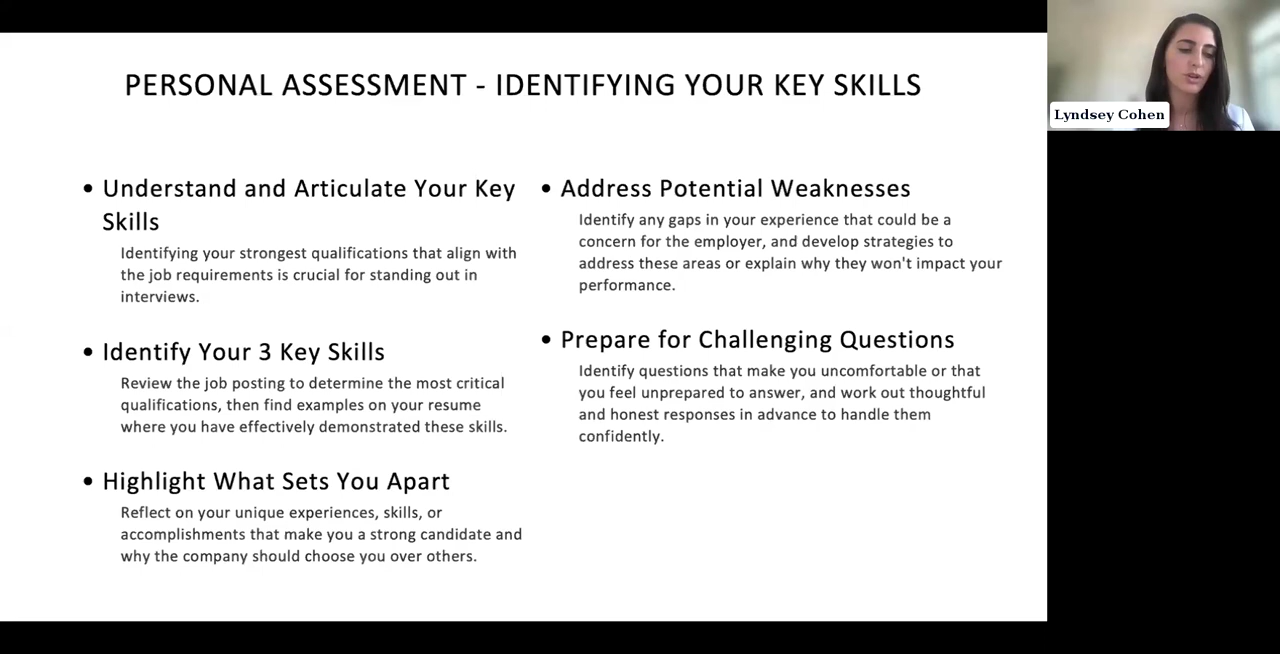 PERSONAL ASSESSMENT - IDENTIFYING YOUR KEY SKILLS
• Understand and Articulate Your Key
Skills
Identifying your strongest qualifications that align with
the job requirements is crucial for standing out in
interviews.
• Identify Your 3 Key Skills
Review the job posting to determine the most critical
qualifications, then find examples on your resume
where you have effectively demonstrated these skills.
• Highlight What Sets You Apart
Reflect on your unique experiences, skills, or
accomplishments that make you a strong candidate and
why the company should choose you over others.
• Address Potential Weaknesses
Identify any gaps in your experience that could be a
concern for the employer, and develop strategies to
address these areas or explain why they won't impact your
performance.
• Prepare for Challenging Questions
Identify questions that make you uncomfortable or that
you feel unprepared to answer, and work out thoughtful
and honest responses in advance to handle them
confidently.
Lyndsey Cohen